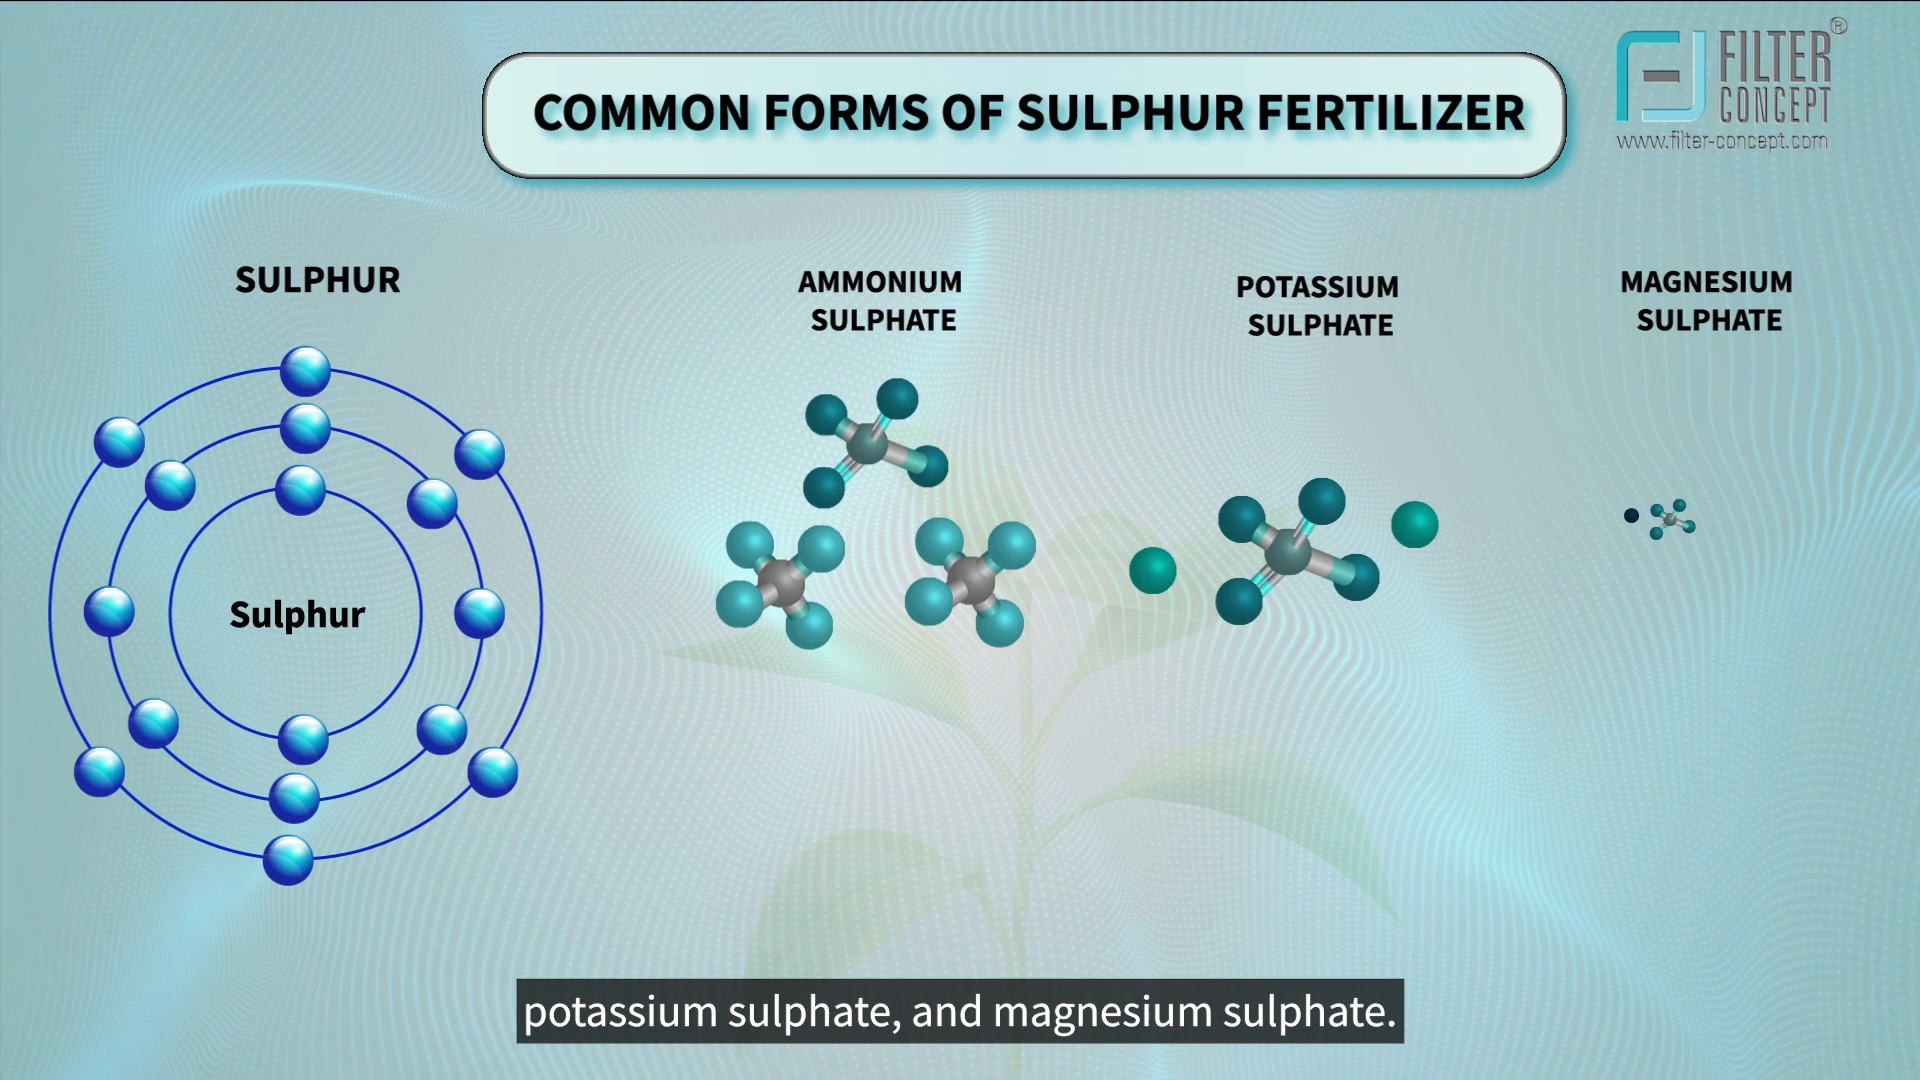 COMMON FORMS OF SULPHUR FERTILIZER
FILTER
CONCEPT
®
www.filter-concept.com
SULPHUR
AMMONIUM
SULPHATE
POTASSIUM
SULPHATE
MAGNESIUM
SULPHATE
Sulphur
potassium sulphate, and magnesium sulphate.